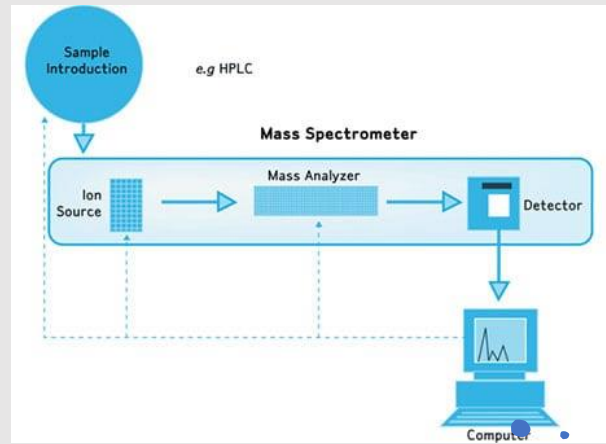 Sample
Introduction
e.g HPLC
Mass Spectrometer
Ion
Source
Mass Analyzer
Detector
Computer